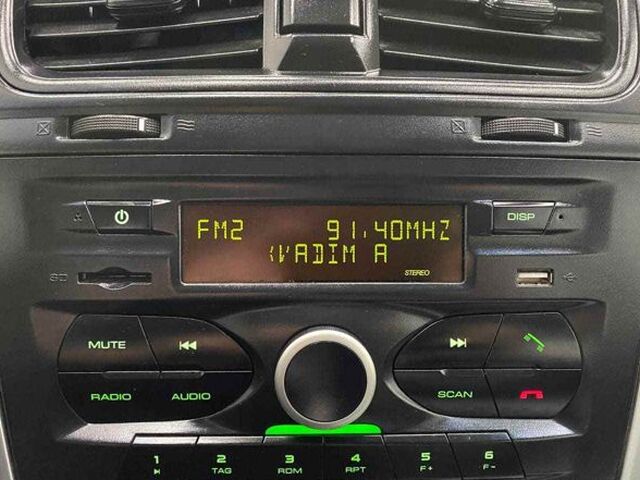 FM2 91.40MHZ
VADIM A
STEREO
DISP
SD
MUTE
RADIO AUDIO
SCAN
1 2 3 4 5 6
TAG RDM RPT F+ F-